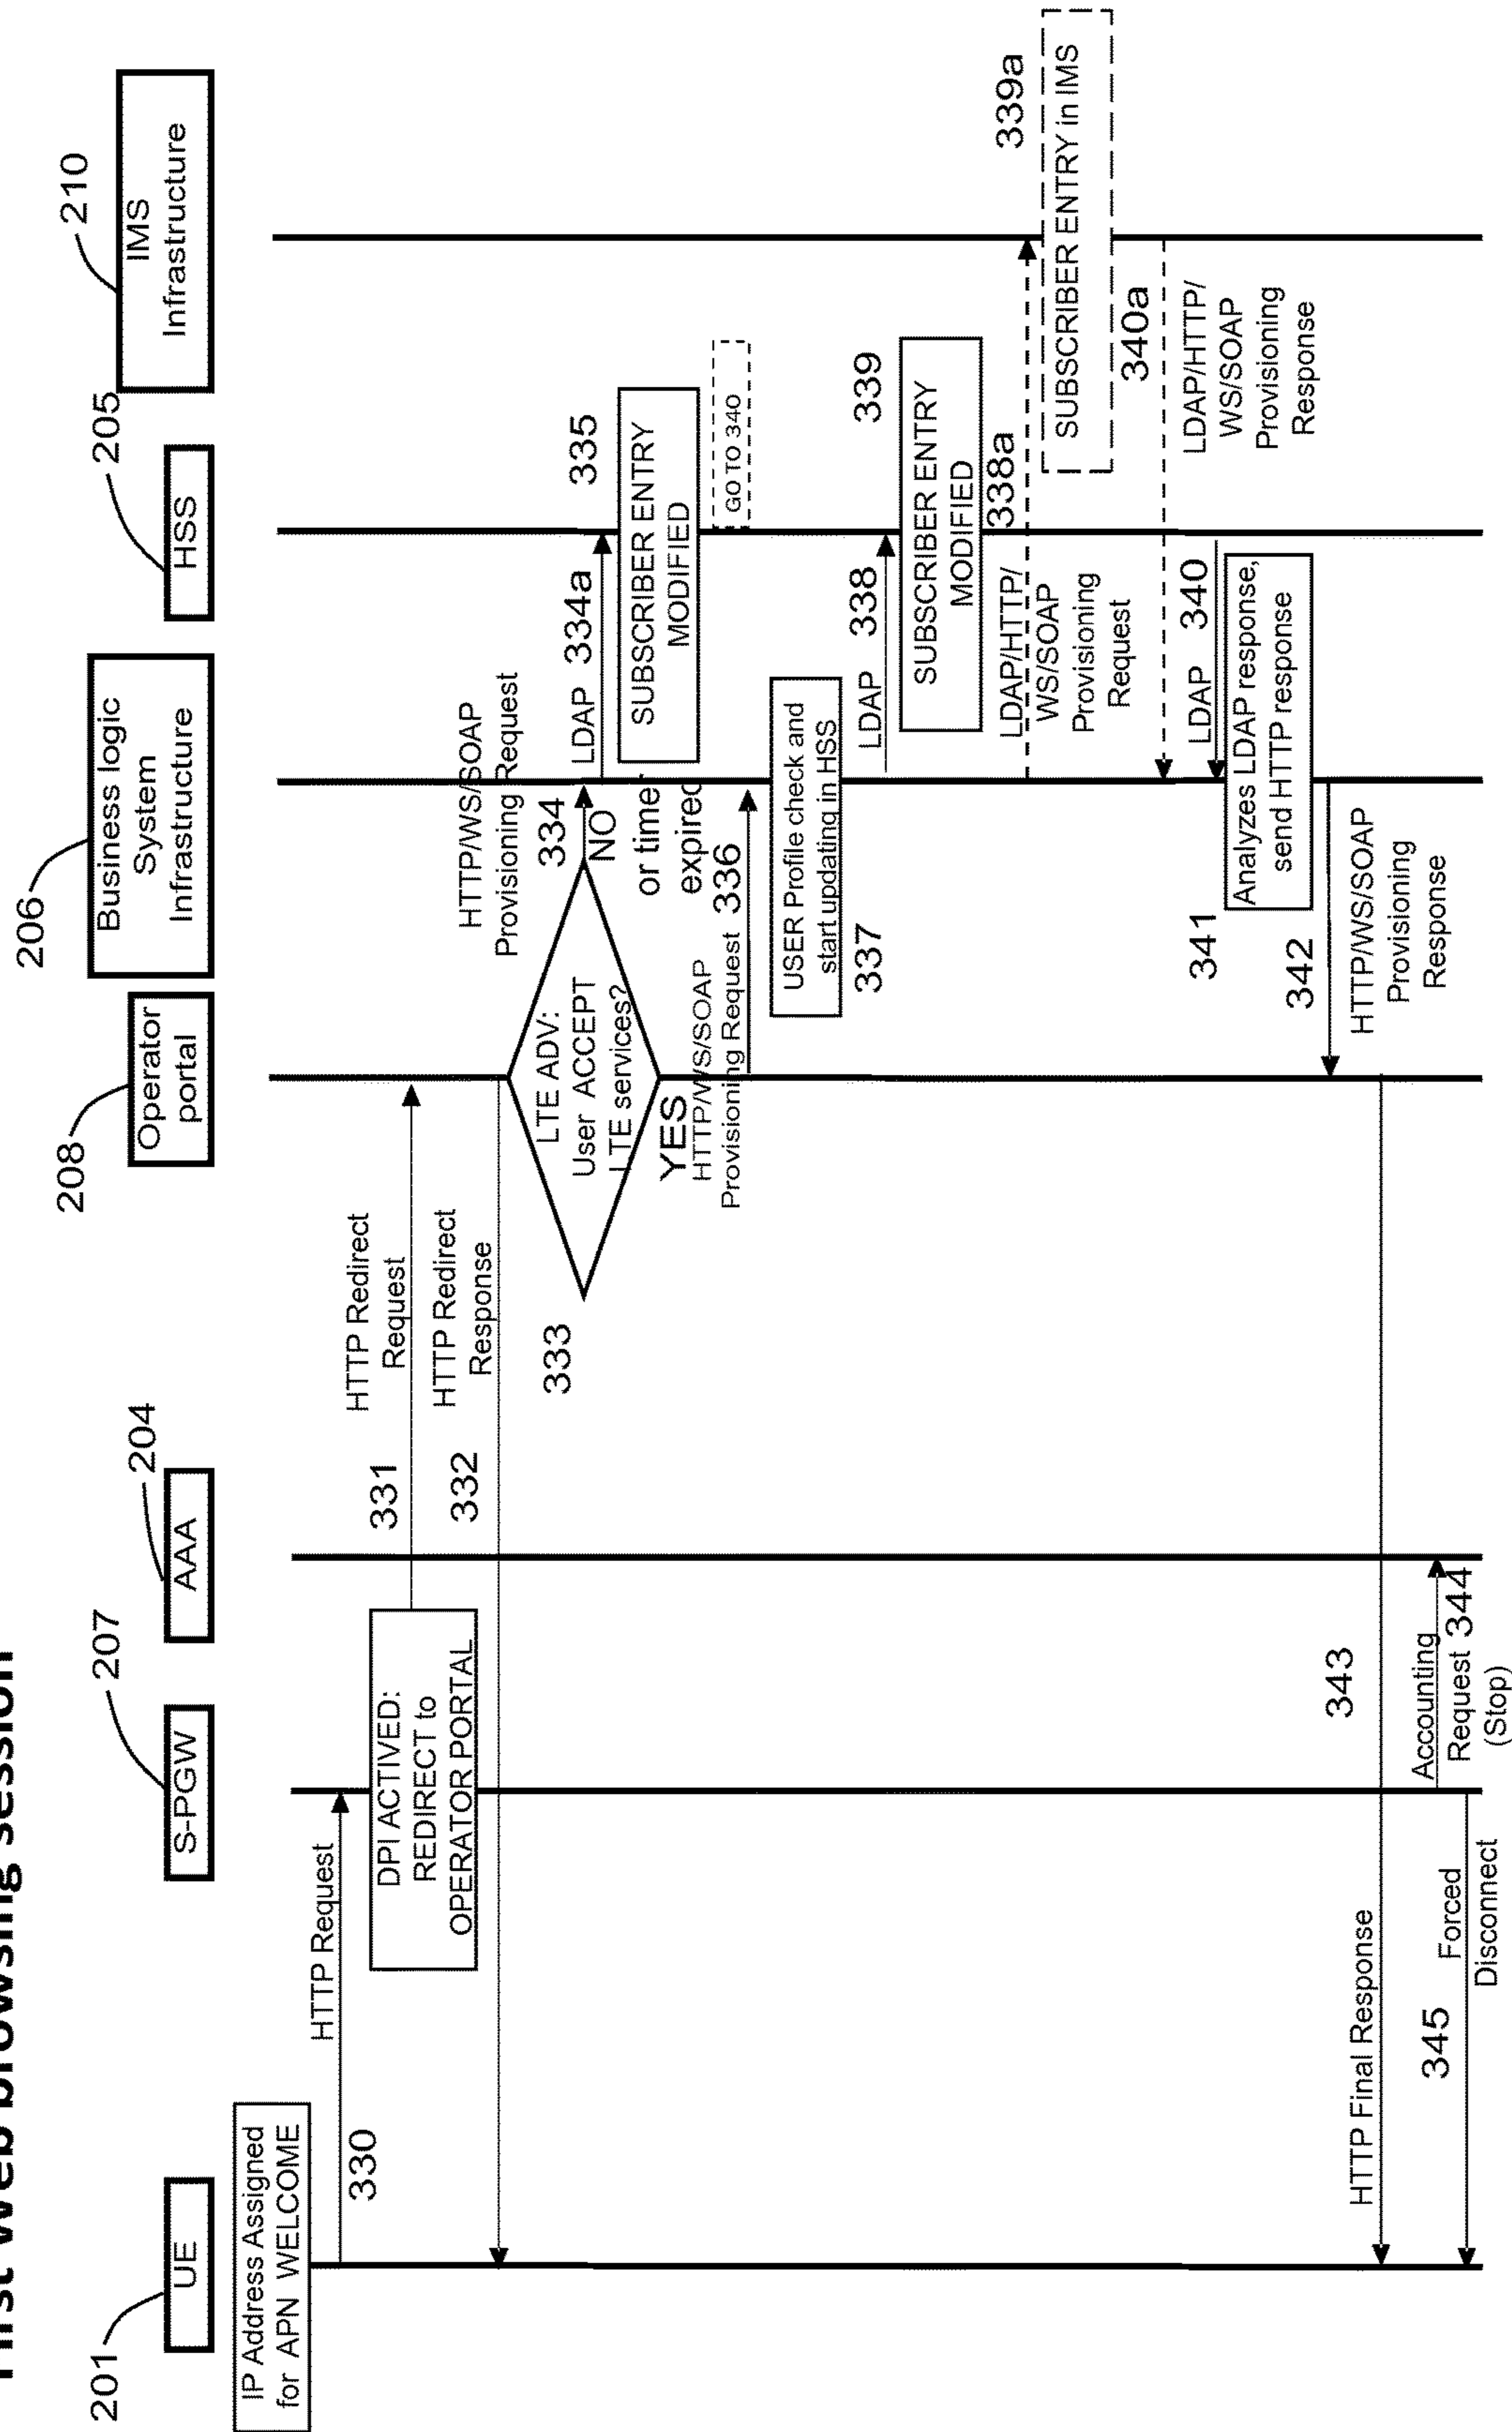 First web browsing session
201
UE
207
S-PGW
204
AAA
208
Operator
portal
206
Business logic
System
Infrastructure
205
HSS
210
IMS
Infrastructure
IP Address Assigned
for APN WELCOME
330
HTTP Request
DPI ACTIVED:
REDIRECT to
OPERATOR PORTAL
331
HTTP Redirect
Request
332
HTTP Redirect
Response
333
LTE ADV:
User ACCEPT
LTE services?
HTTP/WS/SOAP
Provisioning Request
334
NO
or time
expired
LDAP 334a
335
SUBSCRIBER ENTRY
MODIFIED
GO TO 340
YES
HTTP/WS/SOAP
Provisioning Request 336
USER Profile check and
start updating in HSS
337
LDAP 338
339
SUBSCRIBER ENTRY
MODIFIED
338a
LDAP/HTTP/
WS/SOAP
Provisioning
Request
339a
SUBSCRIBER ENTRY in IMS
340a
LDAP/HTTP/
WS/SOAP
Provisioning
Response
LDAP 340
341
Analyzes LDAP response,
send HTTP response
342
HTTP/WS/SOAP
Provisioning
Response
HTTP Final Response
343
Accounting
Request 344
(Stop)
345
Forced
Disconnect